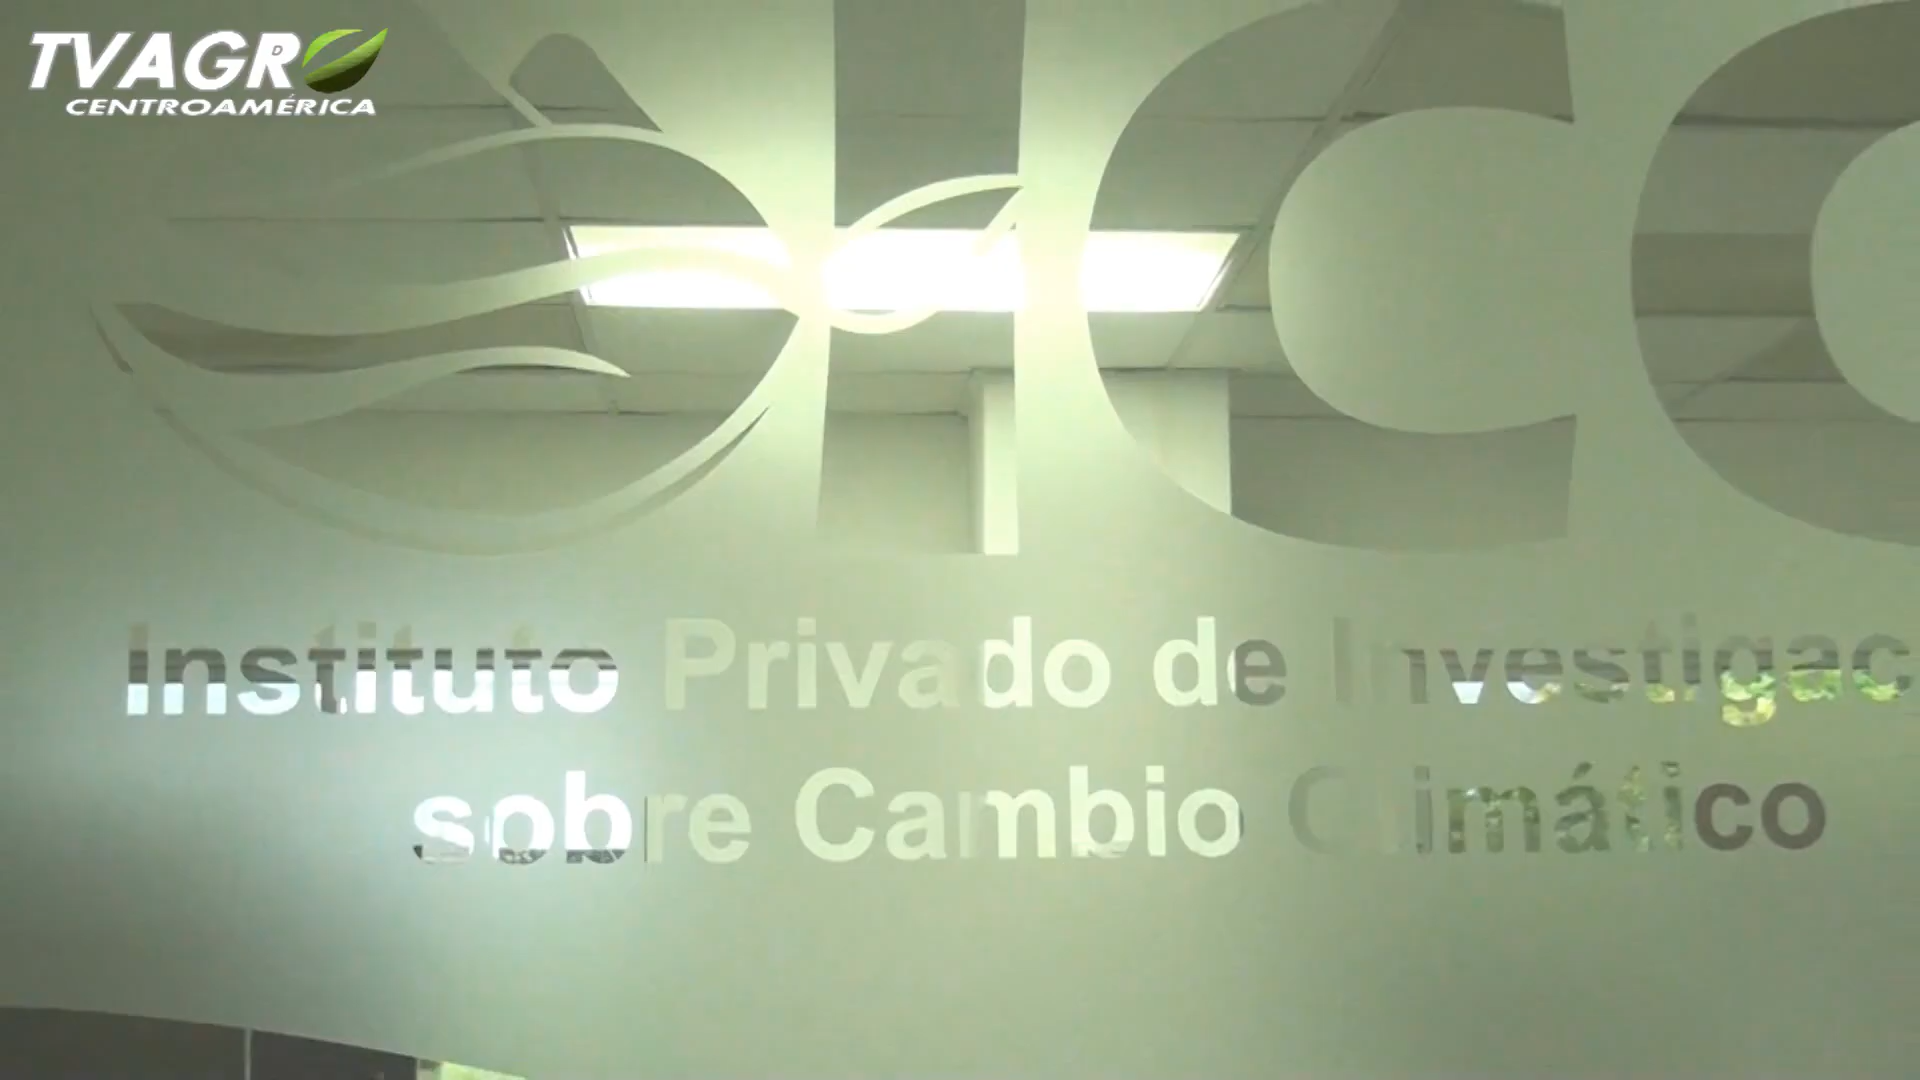 TVAGRO
CENTROAMÉRICA
ICC
Instituto Privado de Investigac
sobre Cambio Climático